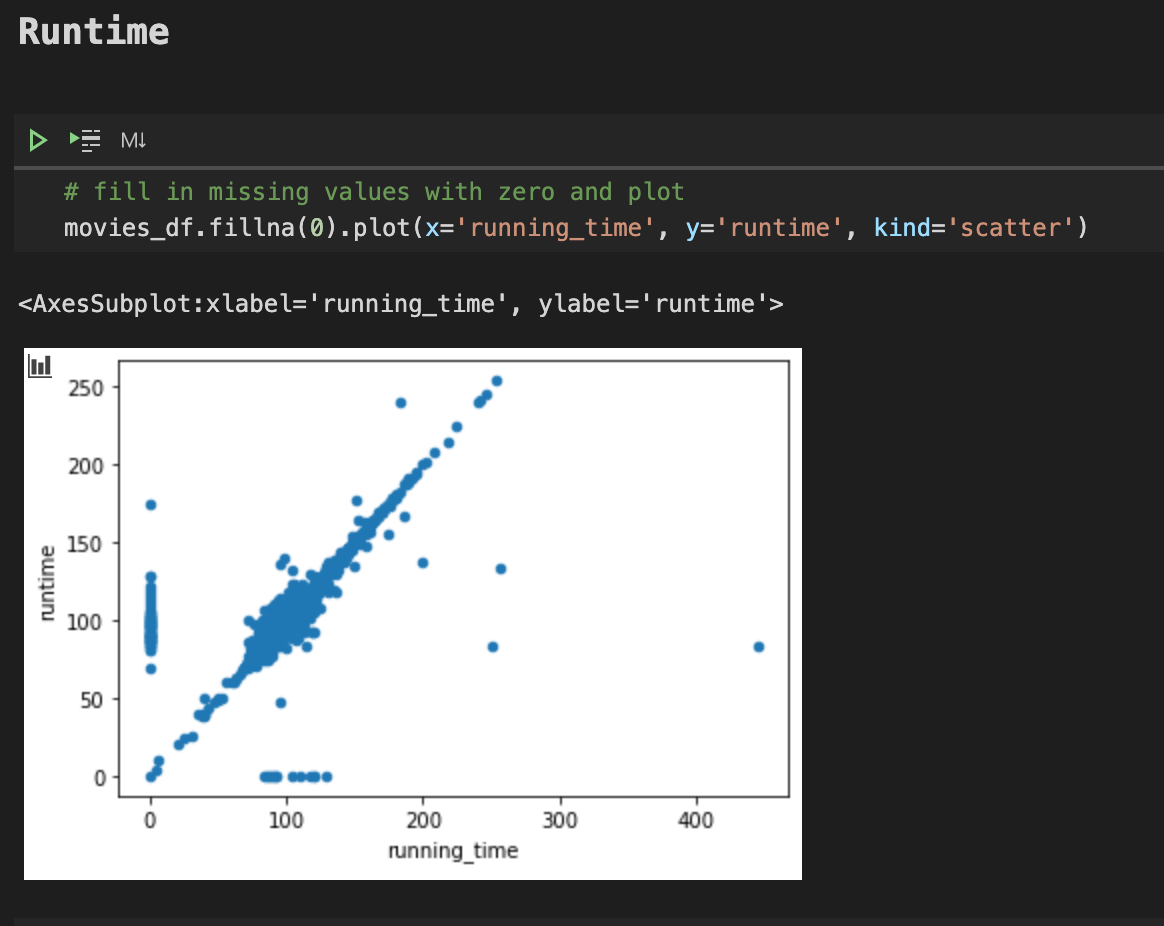 Runtime
M↓
# fill in missing values with zero and plot
movies_df.fillna(0).plot(x='running_time', y='runtime', kind='scatter')
<AxesSubplot:xlabel='running_time', ylabel='runtime'>
250
200
150
100
50
0
runtime
0 100 200 300 400
running_time